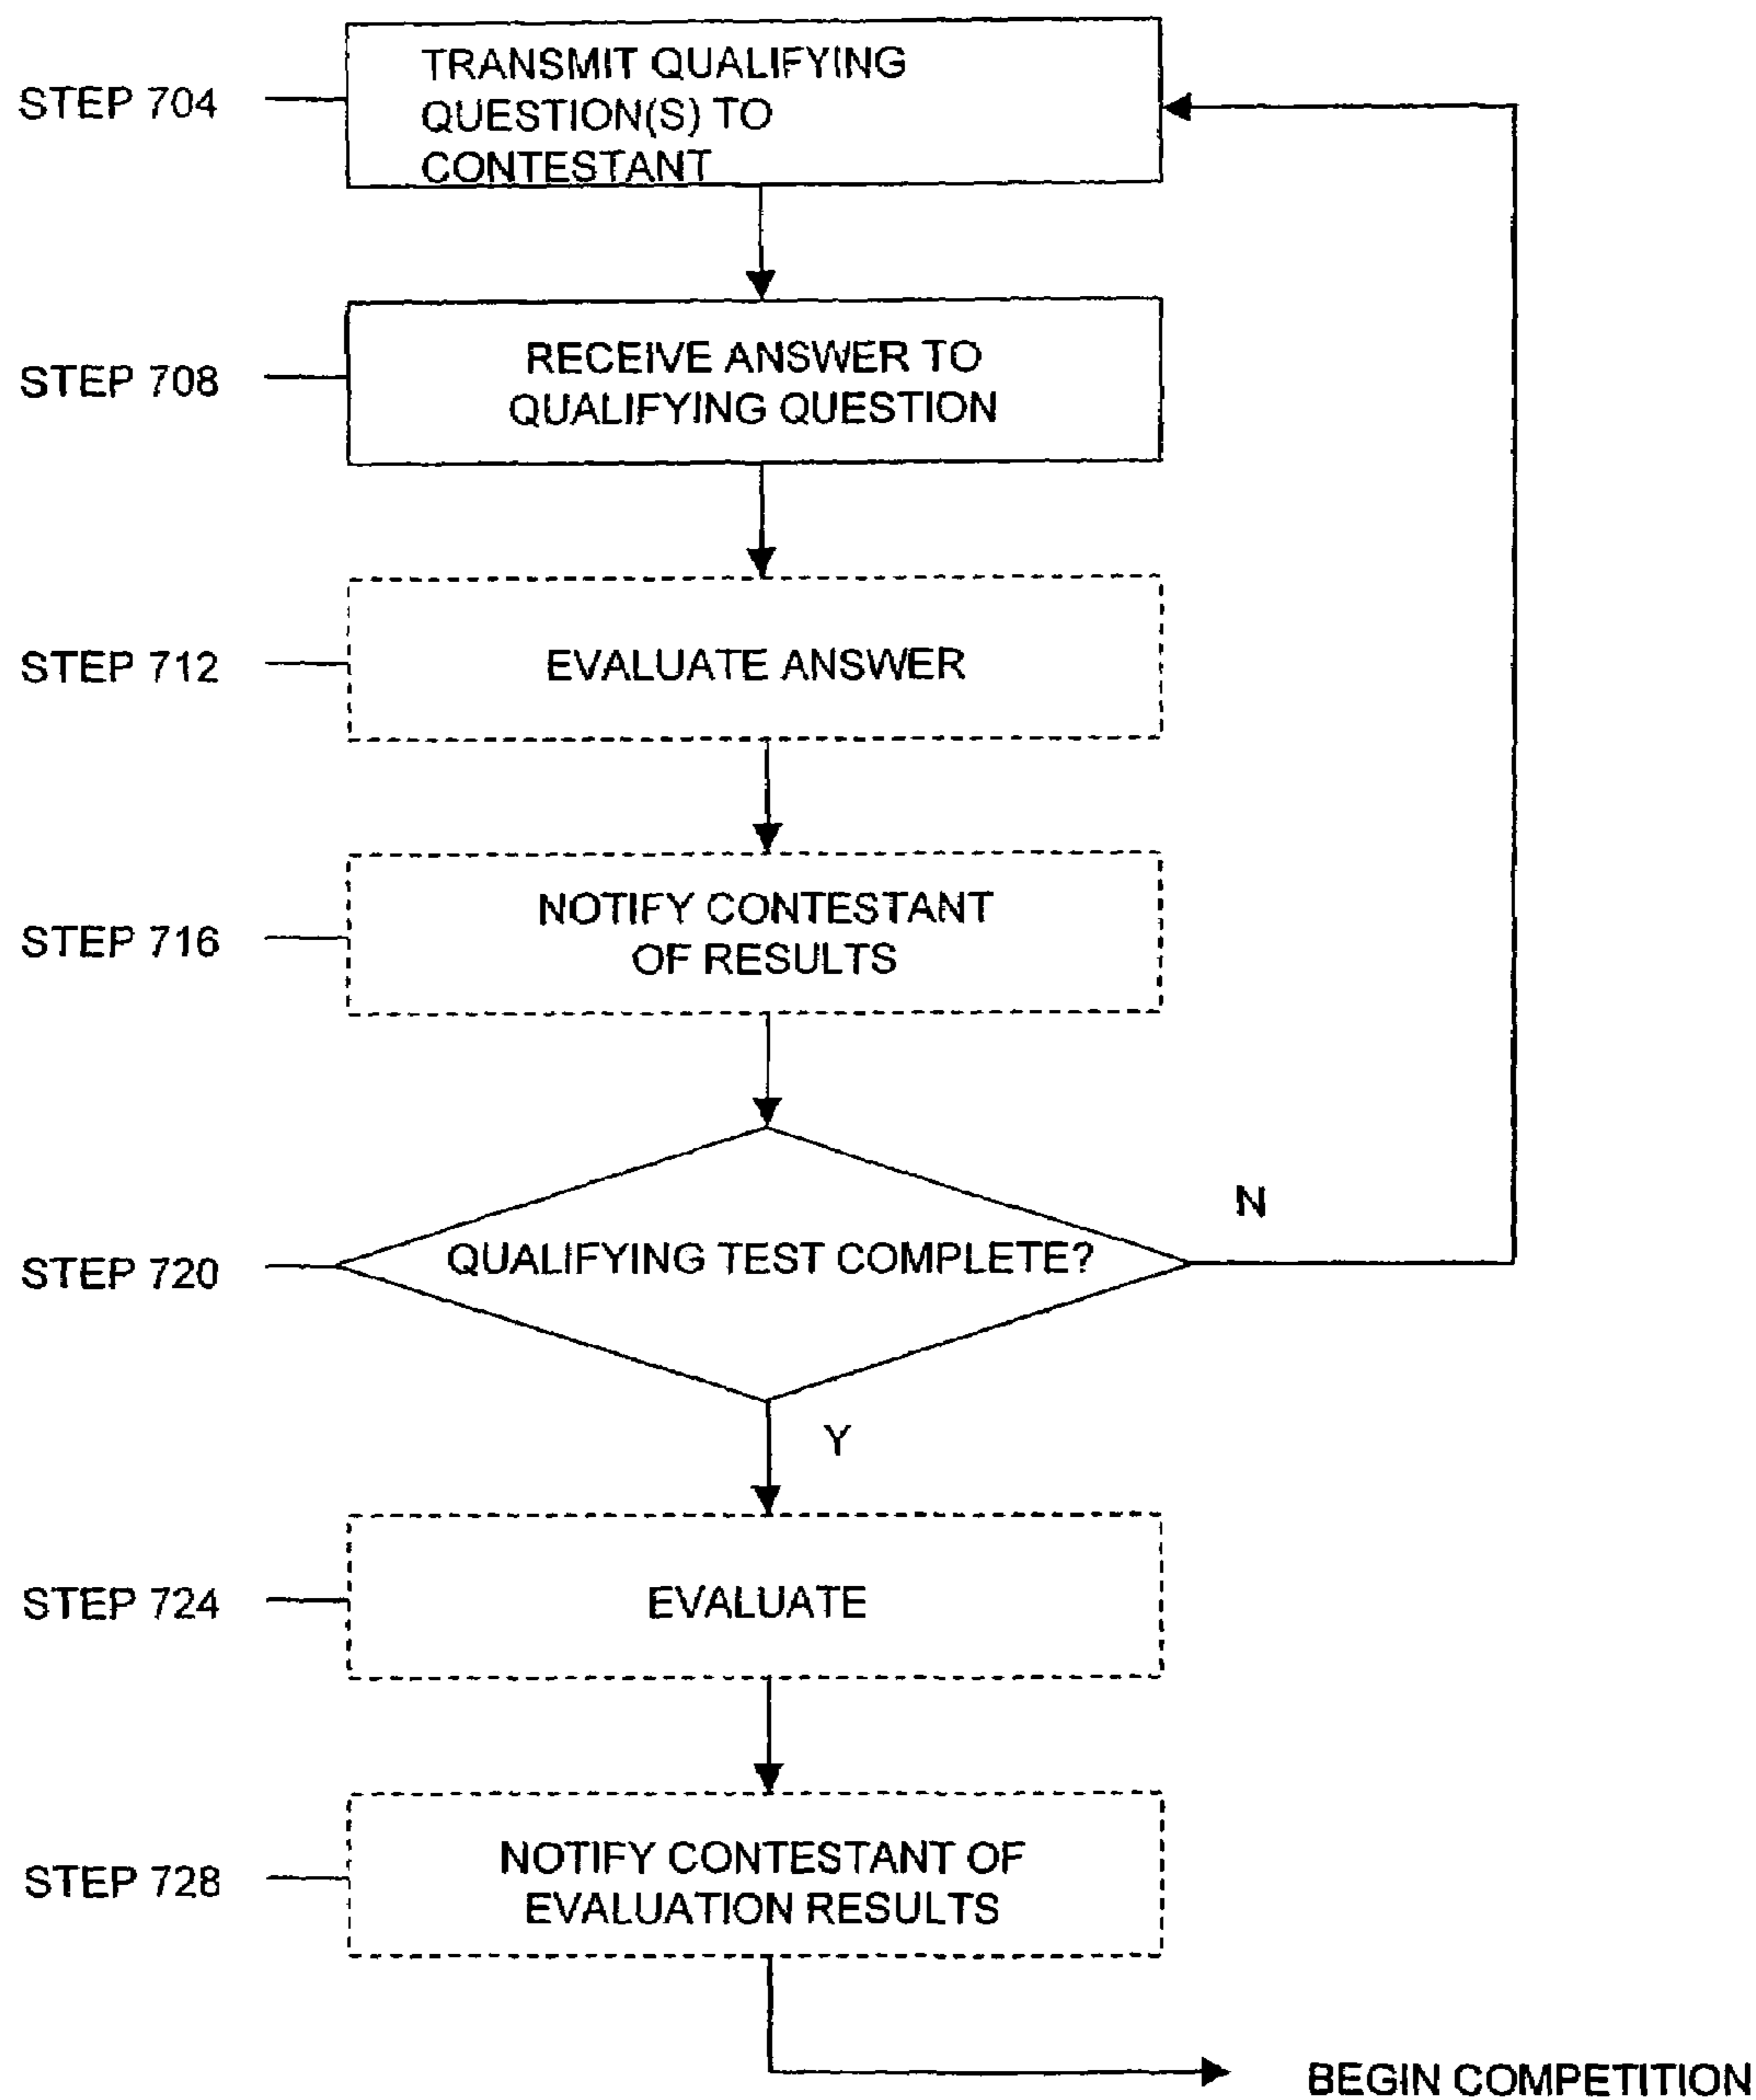 STEP 704
TRANSMIT QUALIFYING
QUESTION(S) TO
CONTESTANT
STEP 708
RECEIVE ANSWER TO
QUALIFYING QUESTION
STEP 712
EVALUATE ANSWER
STEP 716
NOTIFY CONTESTANT
OF RESULTS
STEP 720
QUALIFYING TEST COMPLETE?
N
Y
STEP 724
EVALUATE
STEP 728
NOTIFY CONTESTANT OF
EVALUATION RESULTS
BEGIN COMPETITION